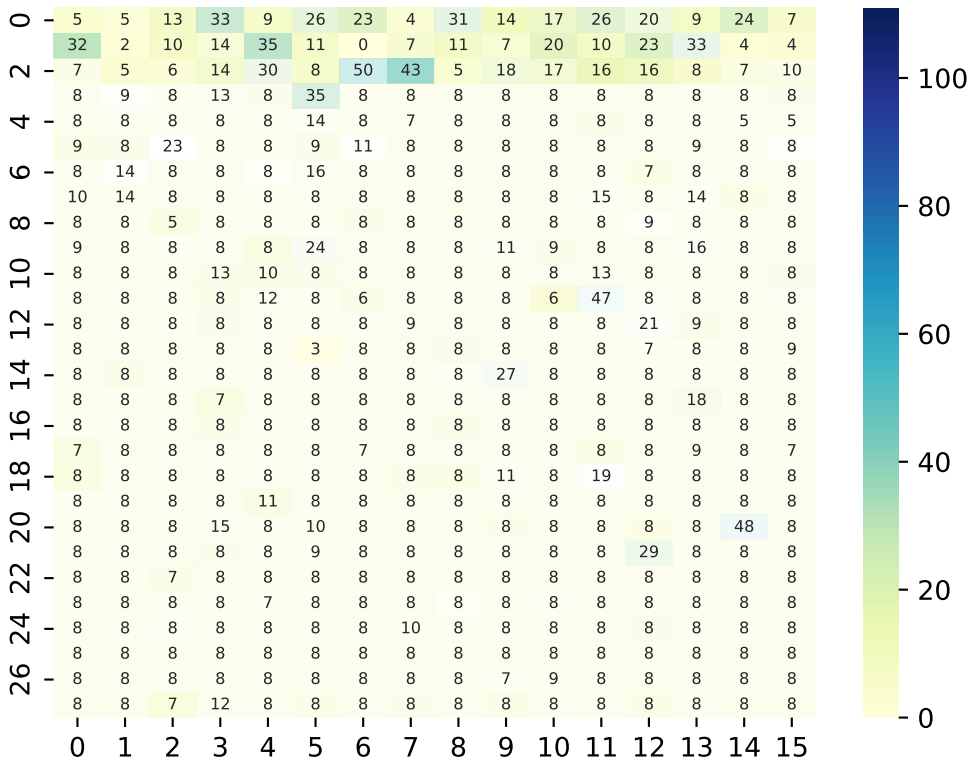 0 5 5 13 33 9 26 23 4 31 14 17 26 20 9 24 7
32 2 10 14 35 11 0 7 11 7 20 10 23 33 4 4
2 7 5 6 14 30 8 50 43 5 18 17 16 16 8 7 10
8 9 8 13 8 35 8 8 8 8 8 8 8 8 8 8
4 8 8 8 8 8 14 8 7 8 8 8 8 8 8 5 5
9 8 23 8 8 9 11 8 8 8 8 8 8 9 8 8
6 8 14 8 8 8 16 8 8 8 8 8 8 7 8 8 8
10 14 8 8 8 8 8 8 8 8 8 15 8 14 8 8
8 8 8 5 8 8 8 8 8 8 8 8 8 9 8 8 8
9 8 8 8 8 24 8 8 8 11 9 8 8 16 8 8
10 8 8 8 13 10 8 8 8 8 8 8 13 8 8 8 8
8 8 8 8 12 8 6 8 8 8 6 47 8 8 8 8
12 8 8 8 8 8 8 8 9 8 8 8 8 21 9 8 8
8 8 8 8 8 3 8 8 8 8 8 8 7 8 8 9
14 8 8 8 8 8 8 8 8 8 27 8 8 8 8 8 8
8 8 8 7 8 8 8 8 8 8 8 8 8 18 8 8
16 8 8 8 8 8 8 8 8 8 8 8 8 8 8 8 8
7 8 8 8 8 8 7 8 8 8 8 8 8 9 8 7
18 8 8 8 8 8 8 8 8 8 11 8 19 8 8 8 8
8 8 8 8 11 8 8 8 8 8 8 8 8 8 8 8
20 8 8 8 15 8 10 8 8 8 8 8 8 8 8 48 8
8 8 8 8 8 9 8 8 8 8 8 8 29 8 8 8
22 8 8 7 8 8 8 8 8 8 8 8 8 8 8 8 8
8 8 8 8 7 8 8 8 8 8 8 8 8 8 8 8
24 8 8 8 8 8 8 8 10 8 8 8 8 8 8 8 8
8 8 8 8 8 8 8 8 8 8 8 8 8 8 8 8
26 8 8 8 8 8 8 8 8 8 7 9 8 8 8 8 8
8 8 7 12 8 8 8 8 8 8 8 8 8 8 8 8
0 1 2 3 4 5 6 7 8 9 10 11 12 13 14 15
100
80
60
40
20
0